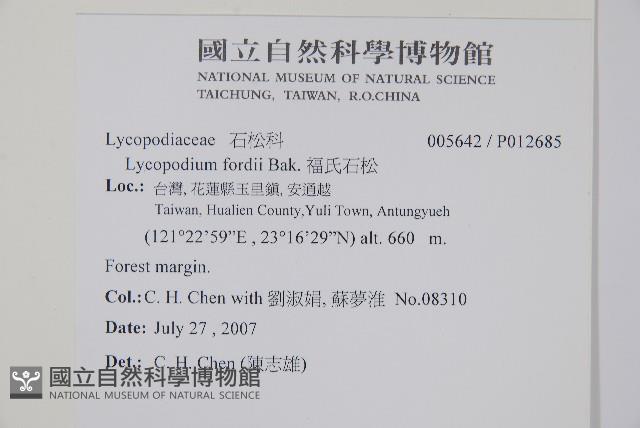 國立自然科學博物館
NATIONAL MUSEUM OF NATURAL SCIENCE
TAICHUNG, TAIWAN, R.O.CHINA
Lycopodiaceae 石松科 005642 / P012685
Lycopodium fordii Bak. 福氏石松
Loc.: 台灣, 花蓮縣玉里鎮, 安通越
Taiwan, Hualien County,Yuli Town, Antungyueh
(121°22'59”E , 23°16'29”N) alt. 660 m.
Forest margin.
Col.: C. H. Chen with 劉淑娟, 蘇夢淮 No.08310
Date: July 27 , 2007
Det.: C. H. Chen (陳志雄)
國立自然科學博物館
NATIONAL MUSEUM OF NATURAL SCIENCE